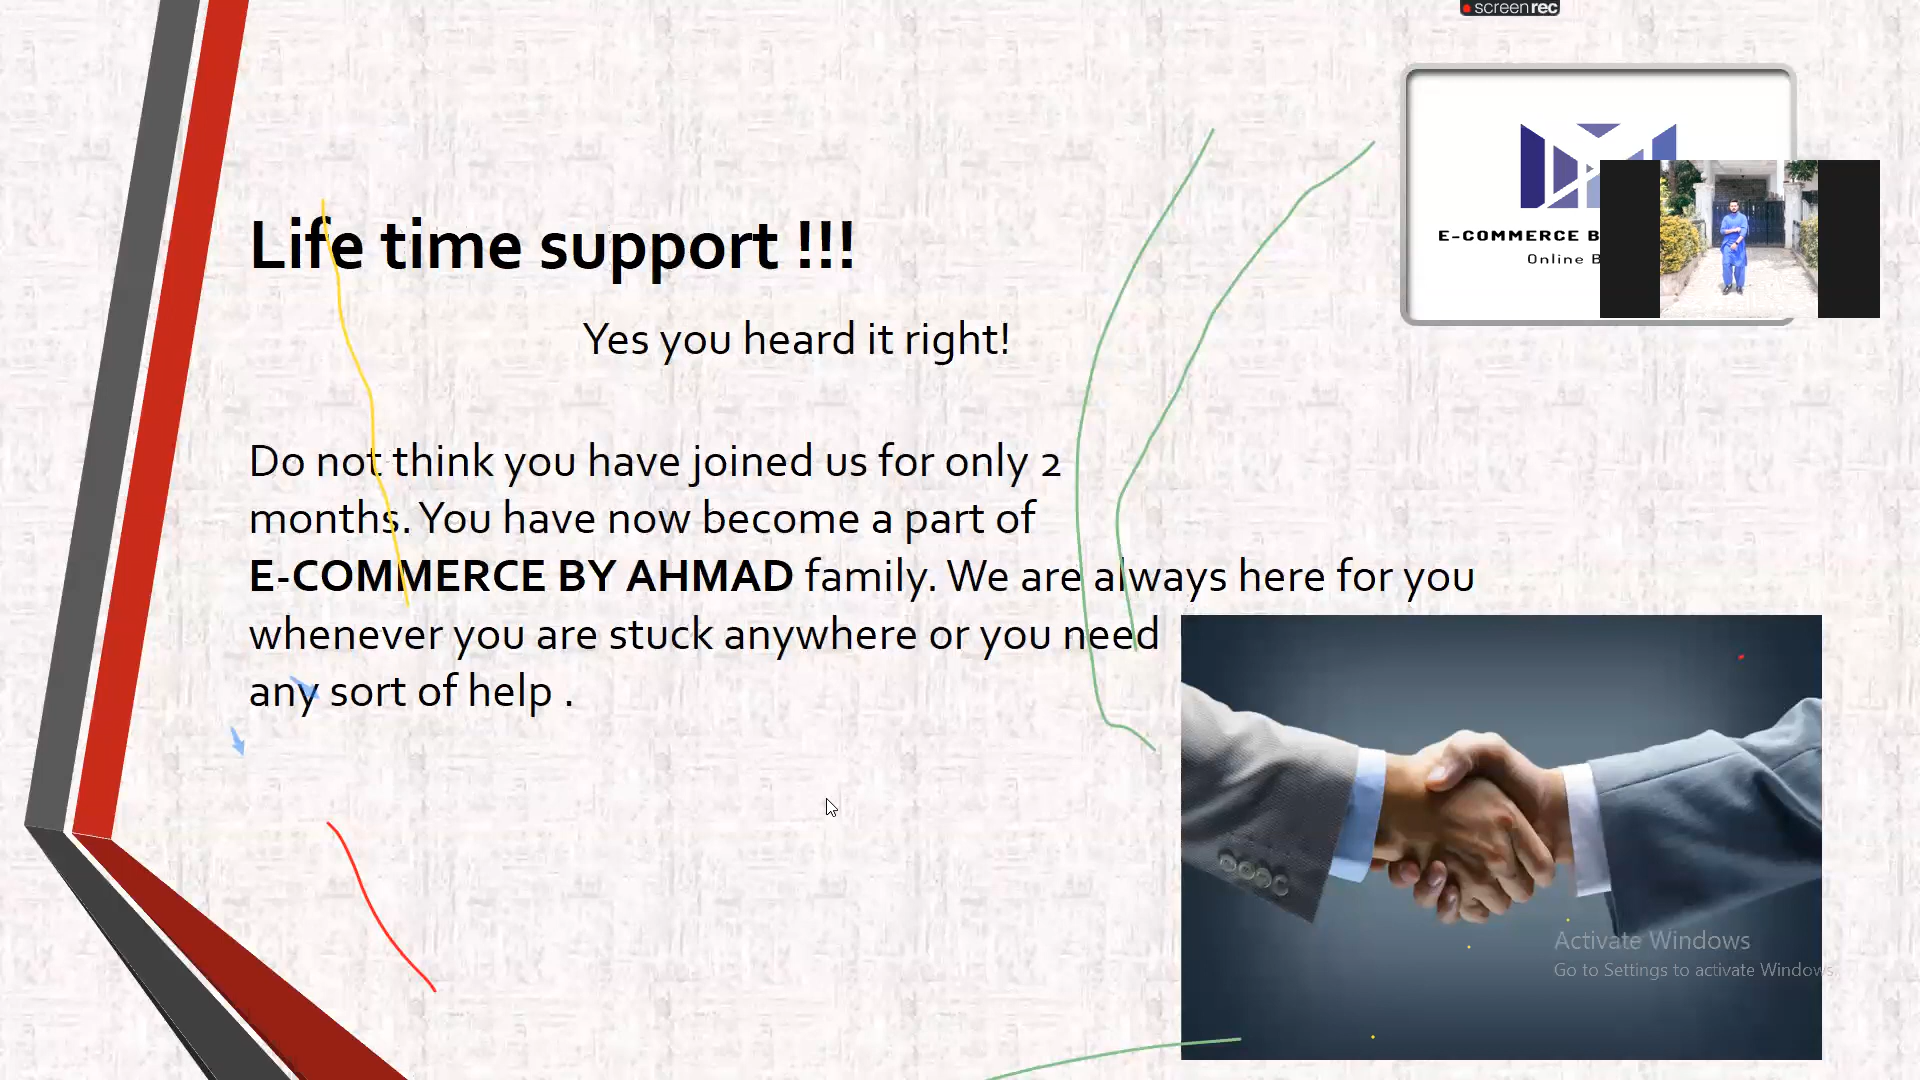 screenrec
E-COMMERCE B
Online B
Life time support !!!
Yes you heard it right!
Do not think you have joined us for only 2
months. You have now become a part of
E-COMMERCE BY AHMAD family. We are always here for you
whenever you are stuck anywhere or you need
any sort of help .
Activate Windows
Go to Settings to activate Windows.